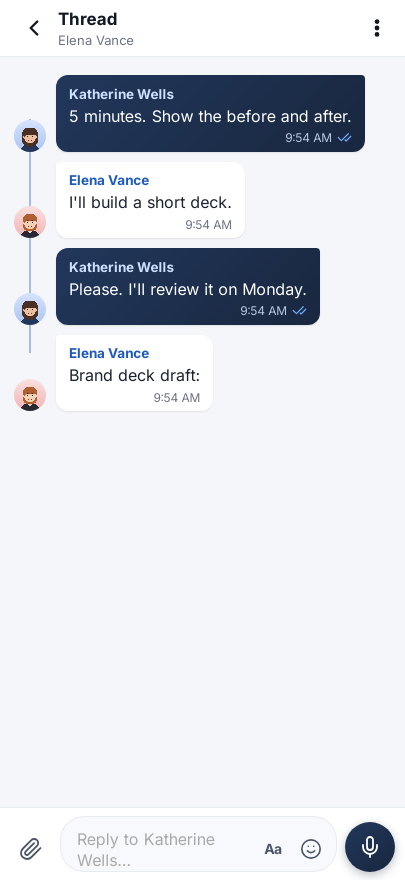 Thread
Elena Vance
Katherine Wells
5 minutes. Show the before and after.
9:54 AM
Elena Vance
I'll build a short deck.
9:54 AM
Katherine Wells
Please. I'll review it on Monday.
9:54 AM
Elena Vance
Brand deck draft:
9:54 AM
Reply to Katherine
Wells...
Aa